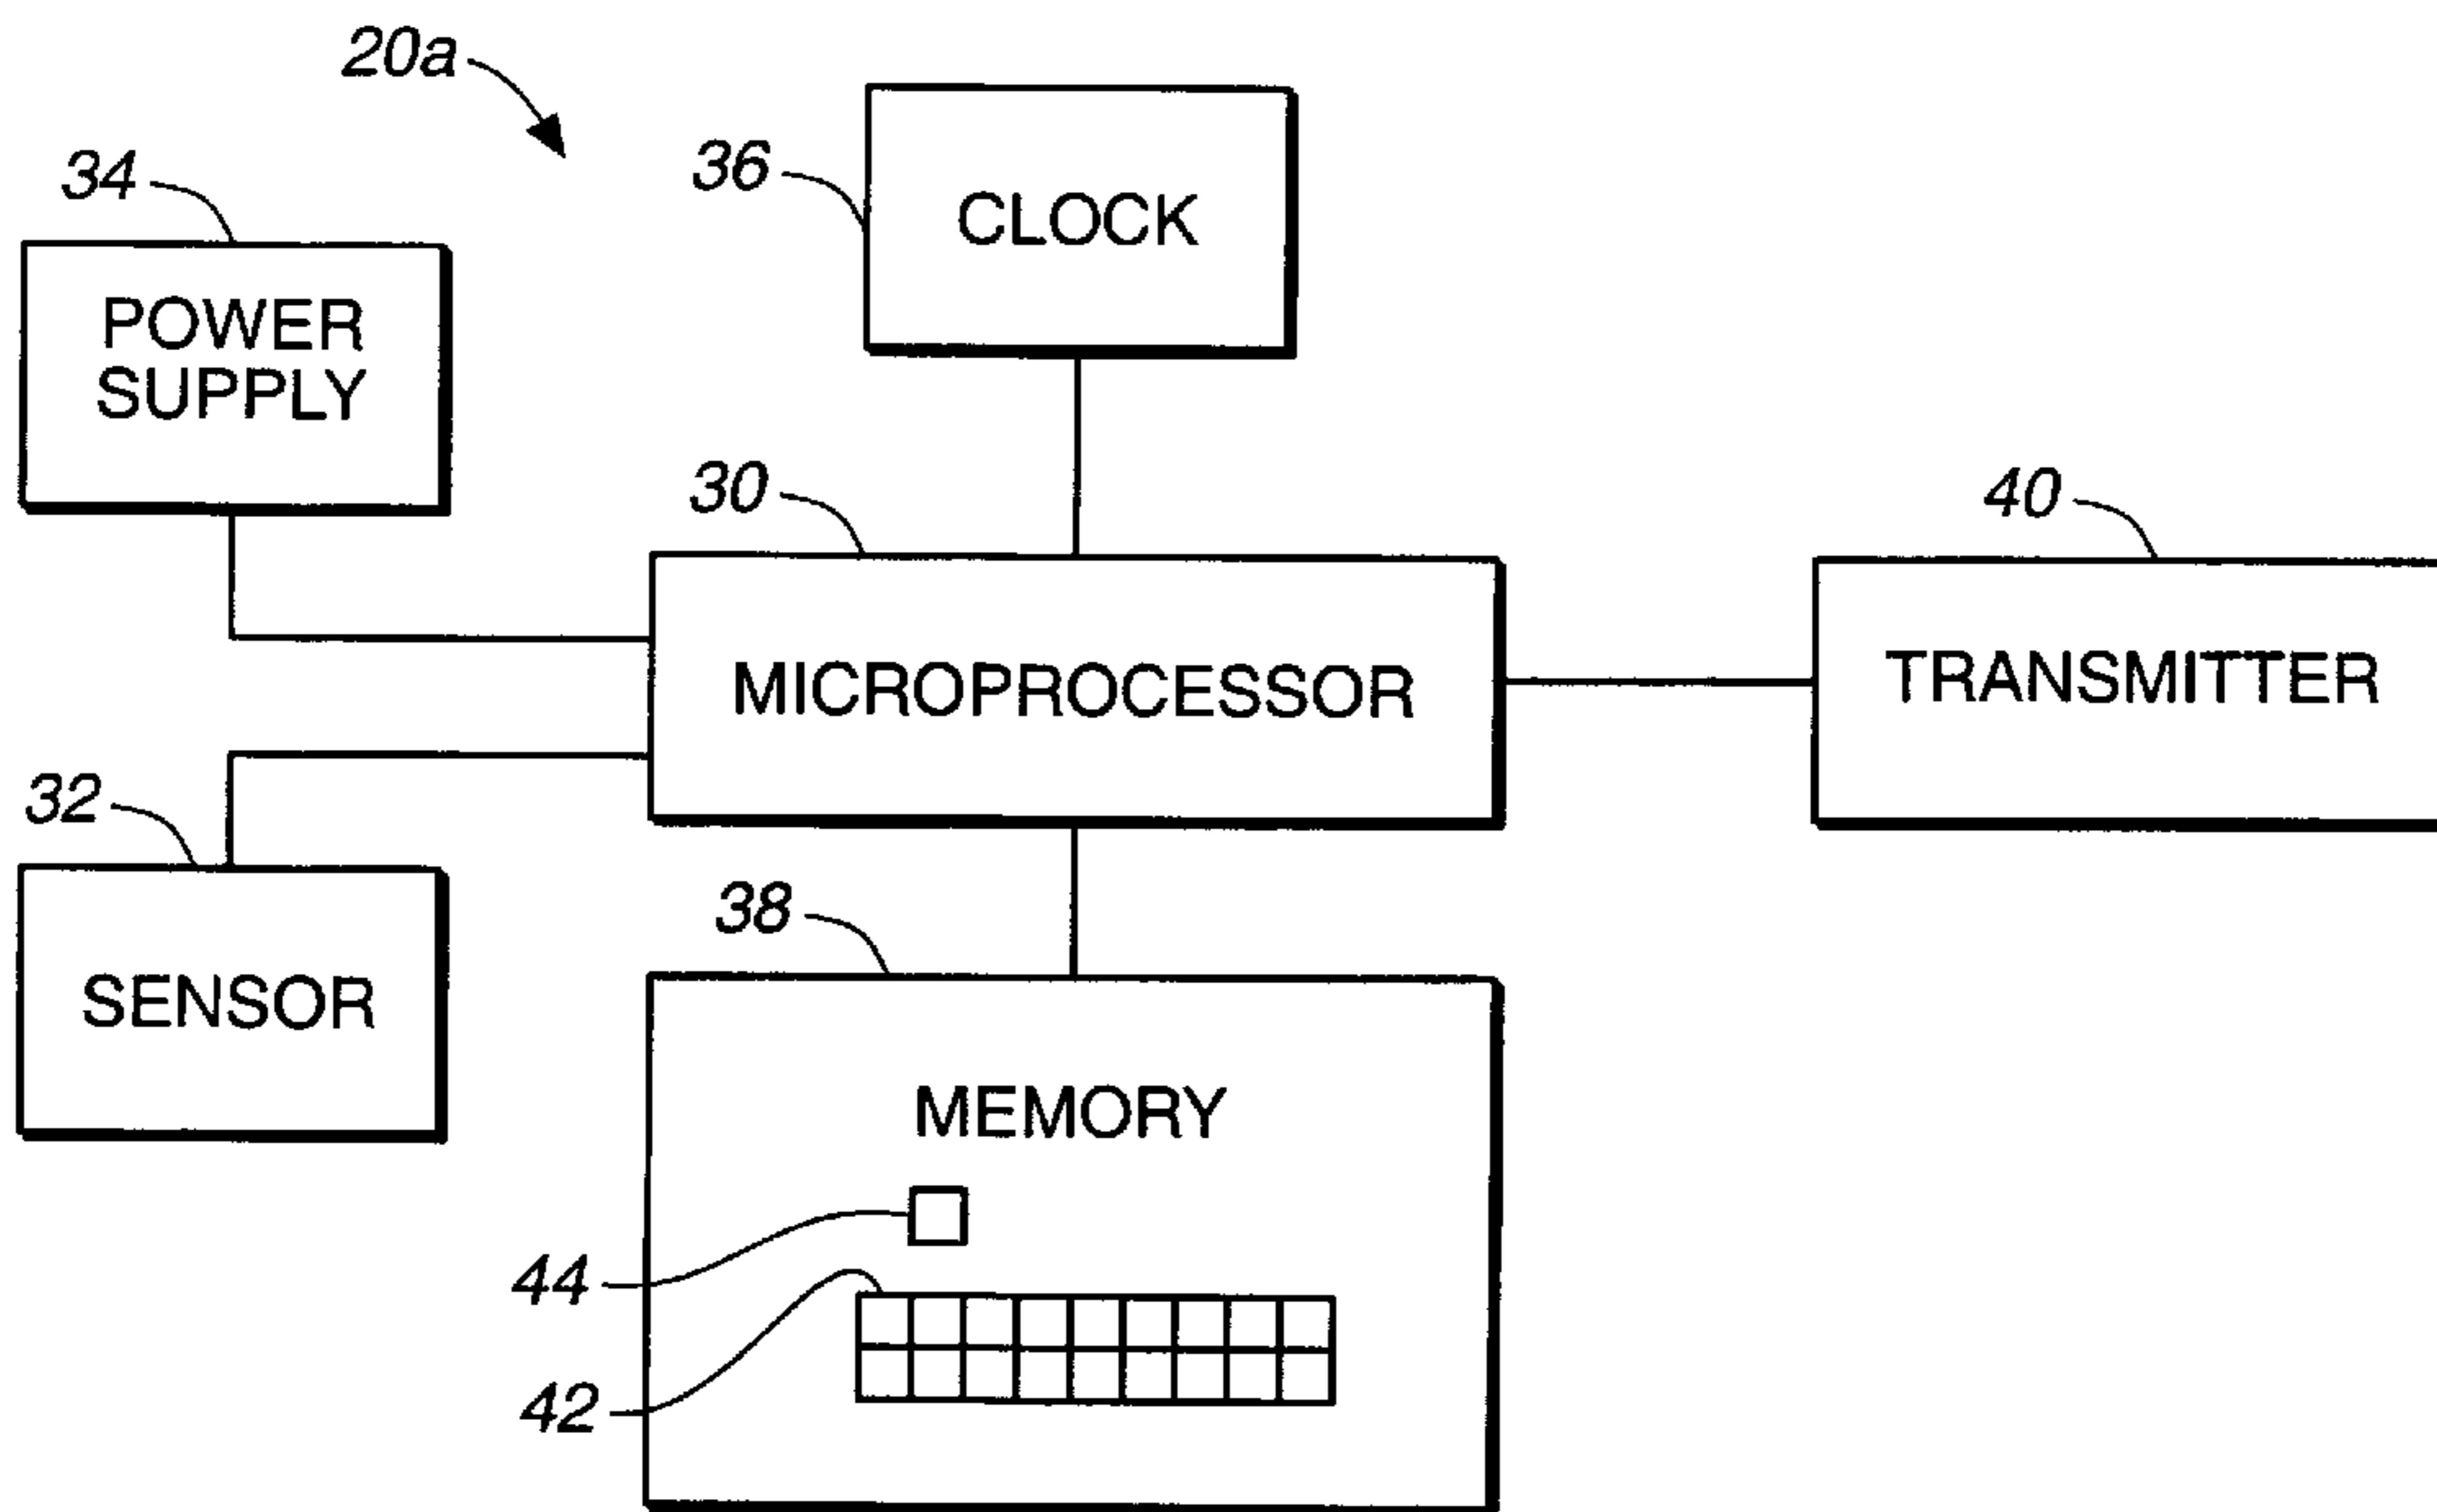 20a
34
36
CLOCK
POWER
SUPPLY
30
40
MICROPROCESSOR
TRANSMITTER
32
38
SENSOR
MEMORY
44
42